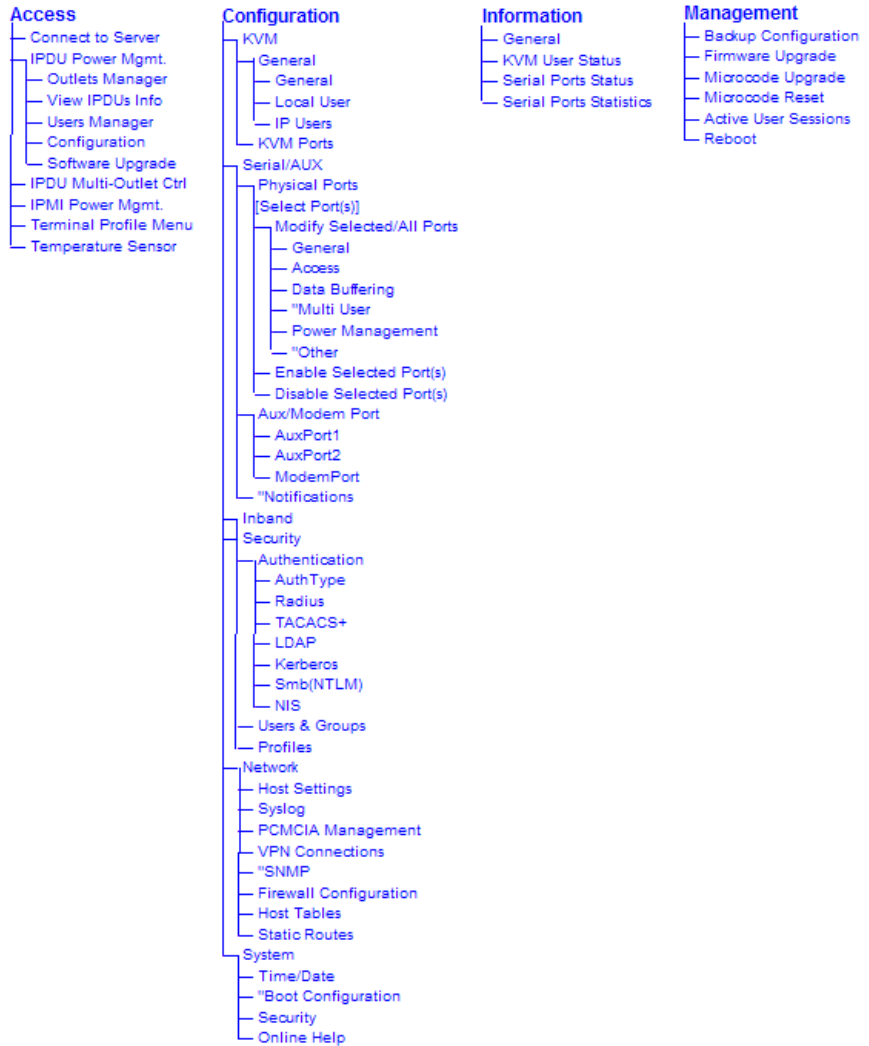 Access
Connect to Server
IPDU Power Mgmt.
Outlets Manager
View IPDUs Info
Users Manager
Configuration
Software Upgrade
IPDU Multi-Outlet Ctrl
IPMI Power Mgmt.
Terminal Profile Menu
Temperature Sensor
Configuration
KVM
General
General
Local User
IP Users
KVM Ports
Serial/AUX
Physical Ports
[Select Port(s)]
Modify Selected/All Ports
General
Access
Data Buffering
"Multi User
Power Management
"Other
Enable Selected Port(s)
Disable Selected Port(s)
Aux/Modem Port
AuxPort1
AuxPort2
ModemPort
"Notifications
Inband
Security
Authentication
AuthType
Radius
TACACS+
LDAP
Kerberos
Smb(NTLM)
NIS
Users & Groups
Profiles
Network
Host Settings
Syslog
PCMCIA Management
VPN Connections
"SNMP
Firewall Configuration
Host Tables
Static Routes
System
Time/Date
"Boot Configuration
Security
Online Help
Information
General
KVM User Status
Serial Ports Status
Serial Ports Statistics
Management
Backup Configuration
Firmware Upgrade
Microcode Upgrade
Microcode Reset
Active User Sessions
Reboot